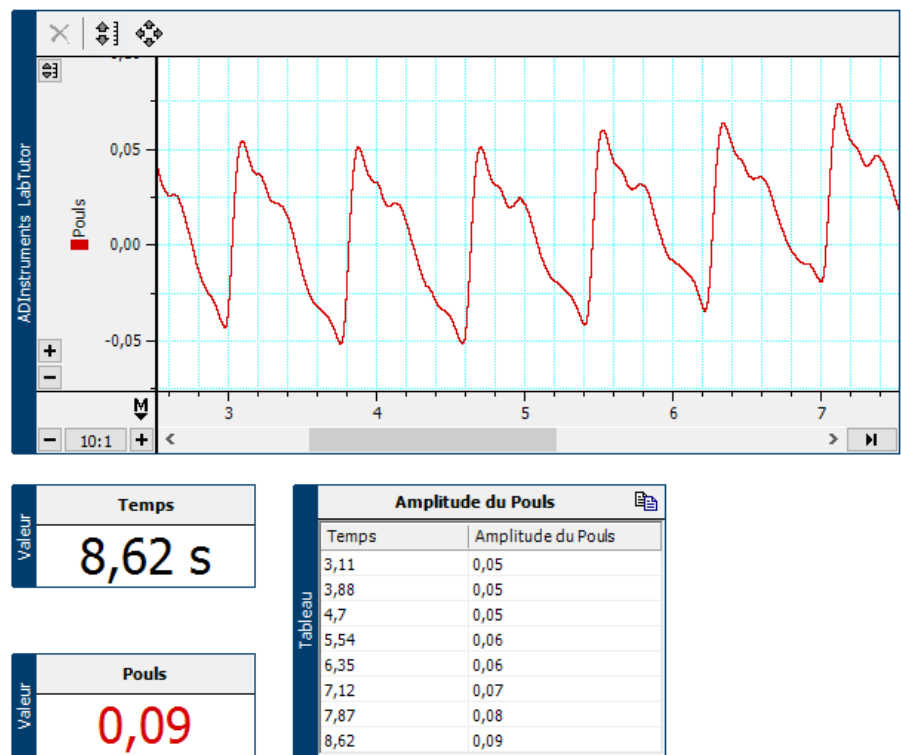 ADInstruments LabTutor
Pouls
0,05
0,00
-0,05
M
3 4 5 6 7
10:1
Valeur
Temps
8,62 s
Valeur
Pouls
0,09
Tableau
Amplitude du Pouls
Temps Amplitude du Pouls
3,11 0,05
3,88 0,05
4,7 0,05
5,54 0,06
6,35 0,06
7,12 0,07
7,87 0,08
8,62 0,09